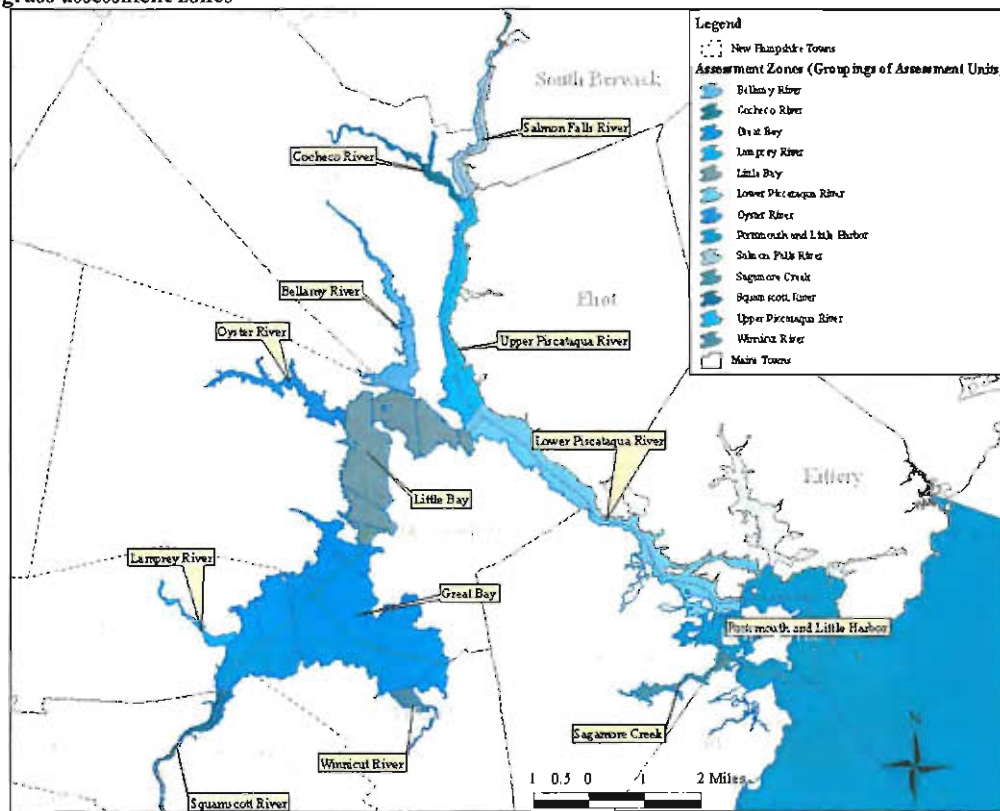 grass assessment zones
Legend
New Hampshire Towns
Assessment Zones (Groupings of Assessment Units
Bellamy River
Cocheco River
Great Bay
Lamprey River
Little Bay
Lower Piscataqua River
Oyster River
Portsmouth and Little Harbor
Salmon Falls River
Sagamore Creek
Squamscott River
Upper Piscataqua River
Winnicut River
Maine Towns
South Berwick
Salmon Falls River
Cocheco River
Bellamy River
Eliot
Oyster River
Upper Piscataqua River
Lower Piscataqua River
Kittery
Little Bay
Lamprey River
Great Bay
Portsmouth and Little Harbor
Sagamore Creek
N
Winnicut River
1 0.5 0 1 2 Miles
Squamscott River